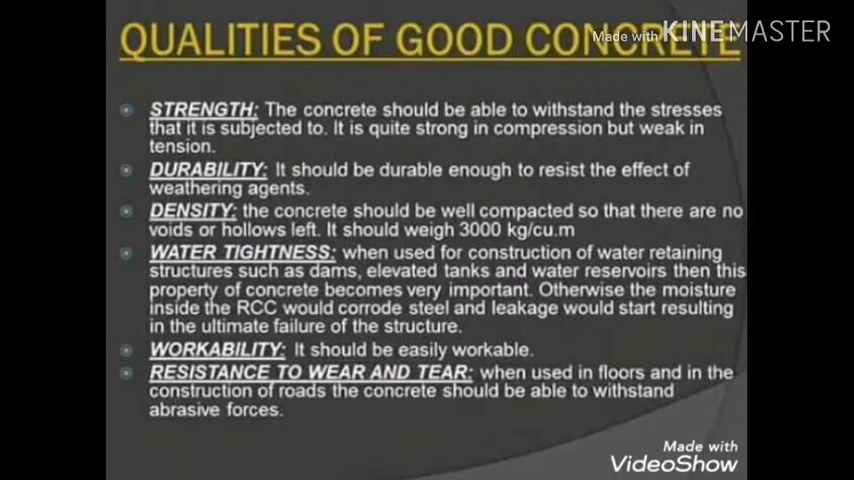 QUALITIES OF GOOD CONCRETE
Made with KINEMASTER
STRENGTH: The concrete should be able to withstand the stresses
that it is subjected to. It is quite strong in compression but weak in
tension.
DURABILITY: It should be durable enough to resist the effect of
weathering agents.
DENSITY: the concrete should be well compacted so that there are no
voids or hollows left. It should weigh 3000 kg/cu.m
WATER TIGHTNESS: when used for construction of water retaining
structures such as dams, elevated tanks and water reservoirs then this
property of concrete becomes very important. Otherwise the moisture
inside the RCC would corrode steel and leakage would start resulting
in the ultimate failure of the structure.
WORKABILITY: It should be easily workable.
RESISTANCE TO WEAR AND TEAR: when used in floors and in the
construction of roads the concrete should be able to withstand
abrasive forces.
Made with
VideoShow